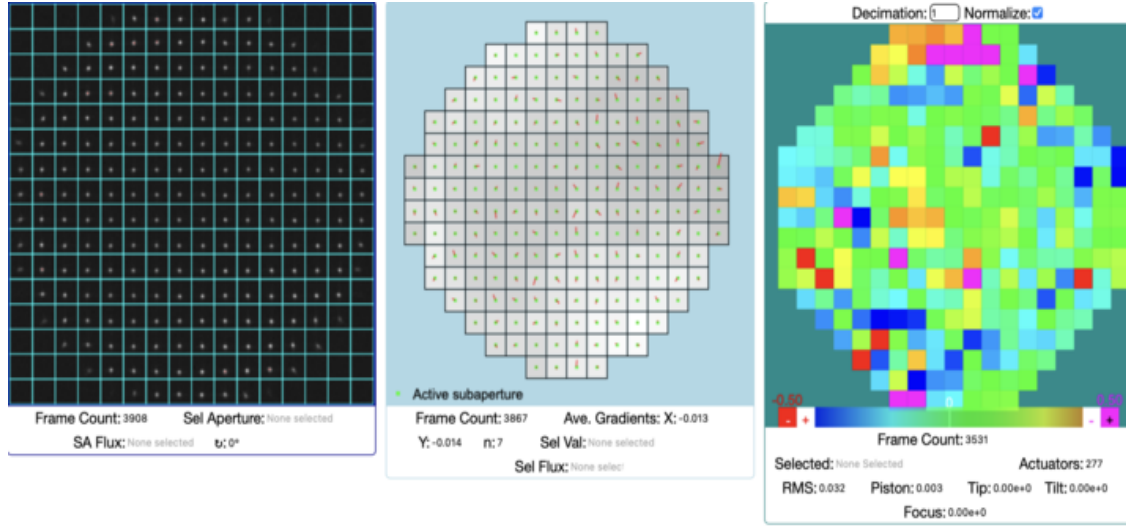 Decimation: 1 Normalize:
Active subaperture
-0.50 0 0.50
- + - +
Frame Count: 3908 Sel Aperture: None selected
SA Flux: None selected ↻: 0°
Frame Count: 3867 Ave. Gradients: X: -0.013
Y: -0.014 n: 7 Sel Val: None selected
Sel Flux: None selec
Frame Count: 3531
Selected: None Selected Actuators: 277
RMS: 0.032 Piston: 0.003 Tip: 0.00e+0 Tilt: 0.00e+0
Focus: 0.00e+0